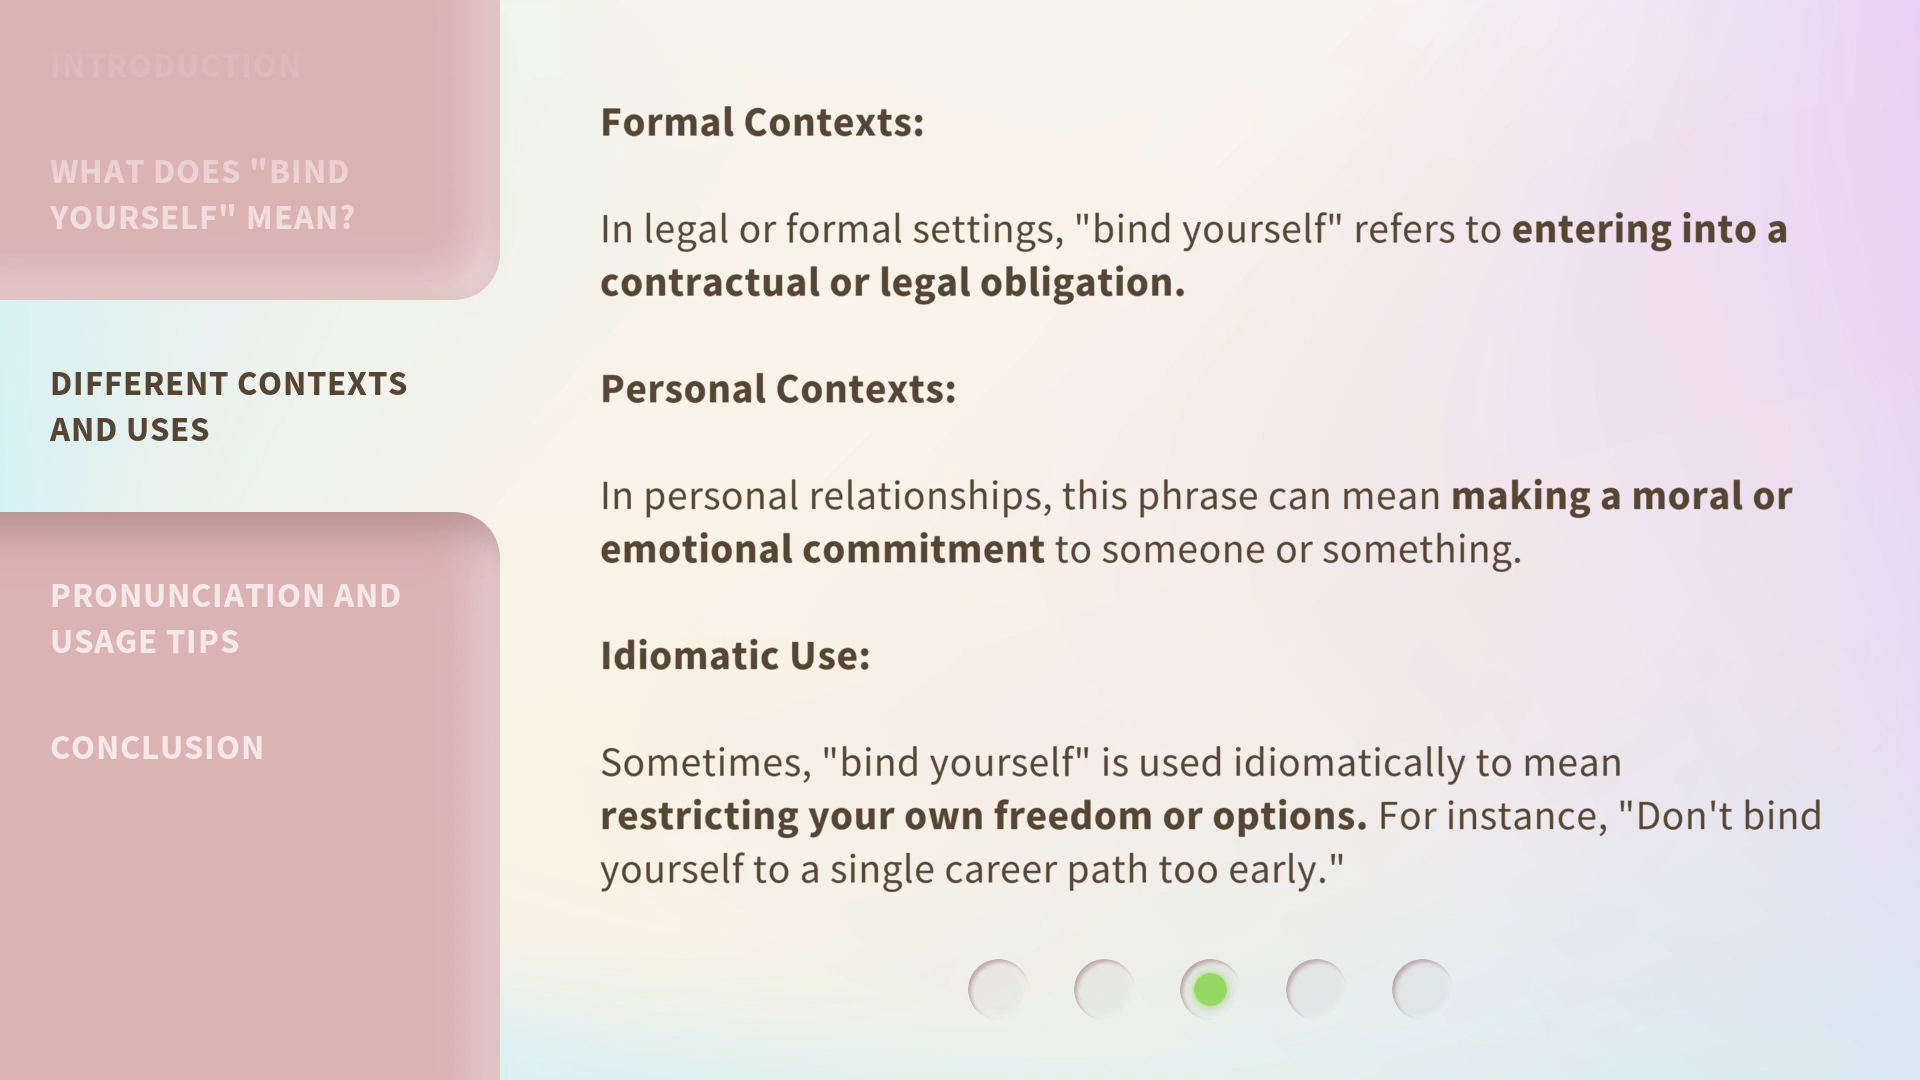 INTRODUCTION
WHAT DOES "BIND
YOURSELF" MEAN?
DIFFERENT CONTEXTS
AND USES
PRONUNCIATION AND
USAGE TIPS
CONCLUSION
Formal Contexts:
In legal or formal settings, "bind yourself" refers to entering into a
contractual or legal obligation.
Personal Contexts:
In personal relationships, this phrase can mean making a moral or
emotional commitment to someone or something.
Idiomatic Use:
Sometimes, "bind yourself" is used idiomatically to mean
restricting your own freedom or options. For instance, "Don't bind
yourself to a single career path too early."